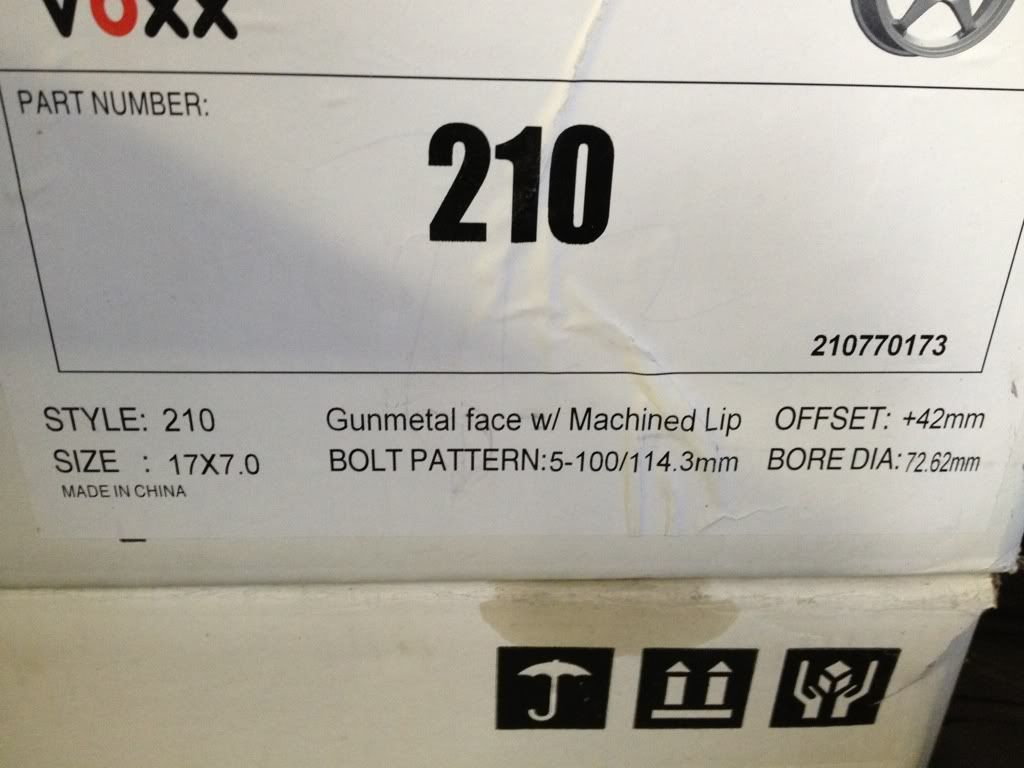 VOXX
PART NUMBER:
210
210770173
STYLE: 210 Gunmetal face w/ Machined Lip OFFSET: +42mm
SIZE : 17X7.0 BOLT PATTERN:5-100/114.3mm BORE DIA: 72.62mm
MADE IN CHINA